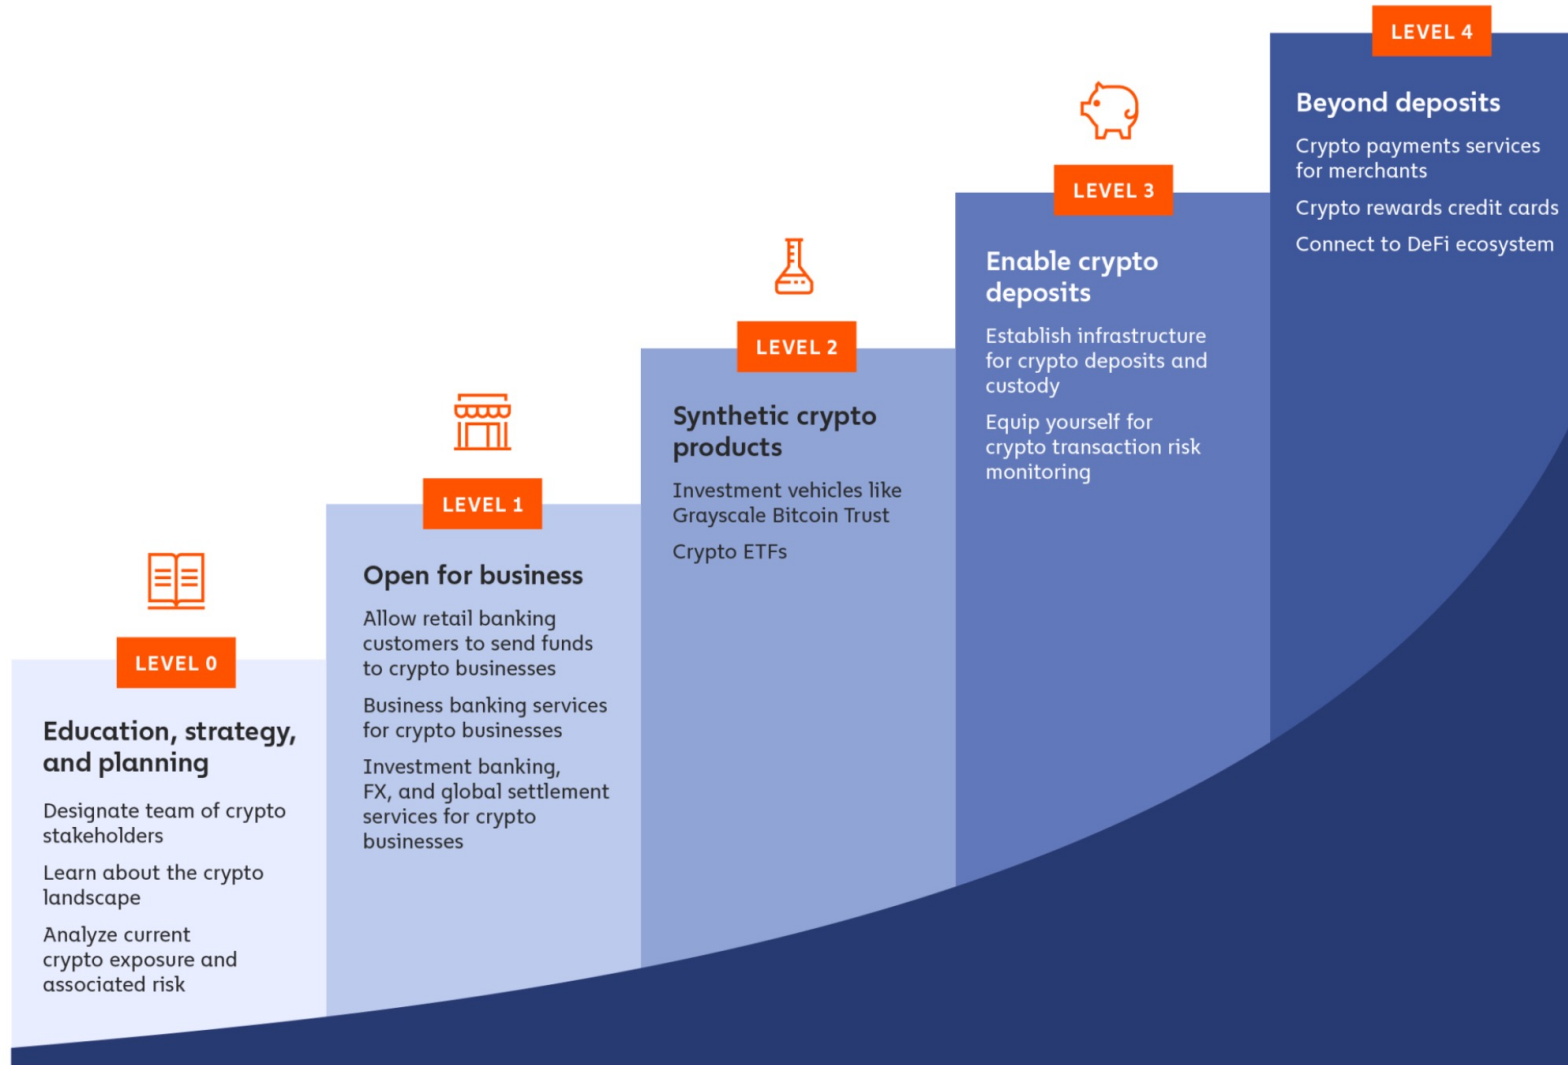 LEVEL 0
Education, strategy,
and planning
Designate team of crypto
stakeholders
Learn about the crypto
landscape
Analyze current
crypto exposure and
associated risk
LEVEL 1
Open for business
Allow retail banking
customers to send funds
to crypto businesses
Business banking services
for crypto businesses
Investment banking,
FX, and global settlement
services for crypto
businesses
LEVEL 2
Synthetic crypto
products
Investment vehicles like
Grayscale Bitcoin Trust
Crypto ETFs
LEVEL 3
Enable crypto
deposits
Establish infrastructure
for crypto deposits and
custody
Equip yourself for
crypto transaction risk
monitoring
LEVEL 4
Beyond deposits
Crypto payments services
for merchants
Crypto rewards credit cards
Connect to DeFi ecosystem